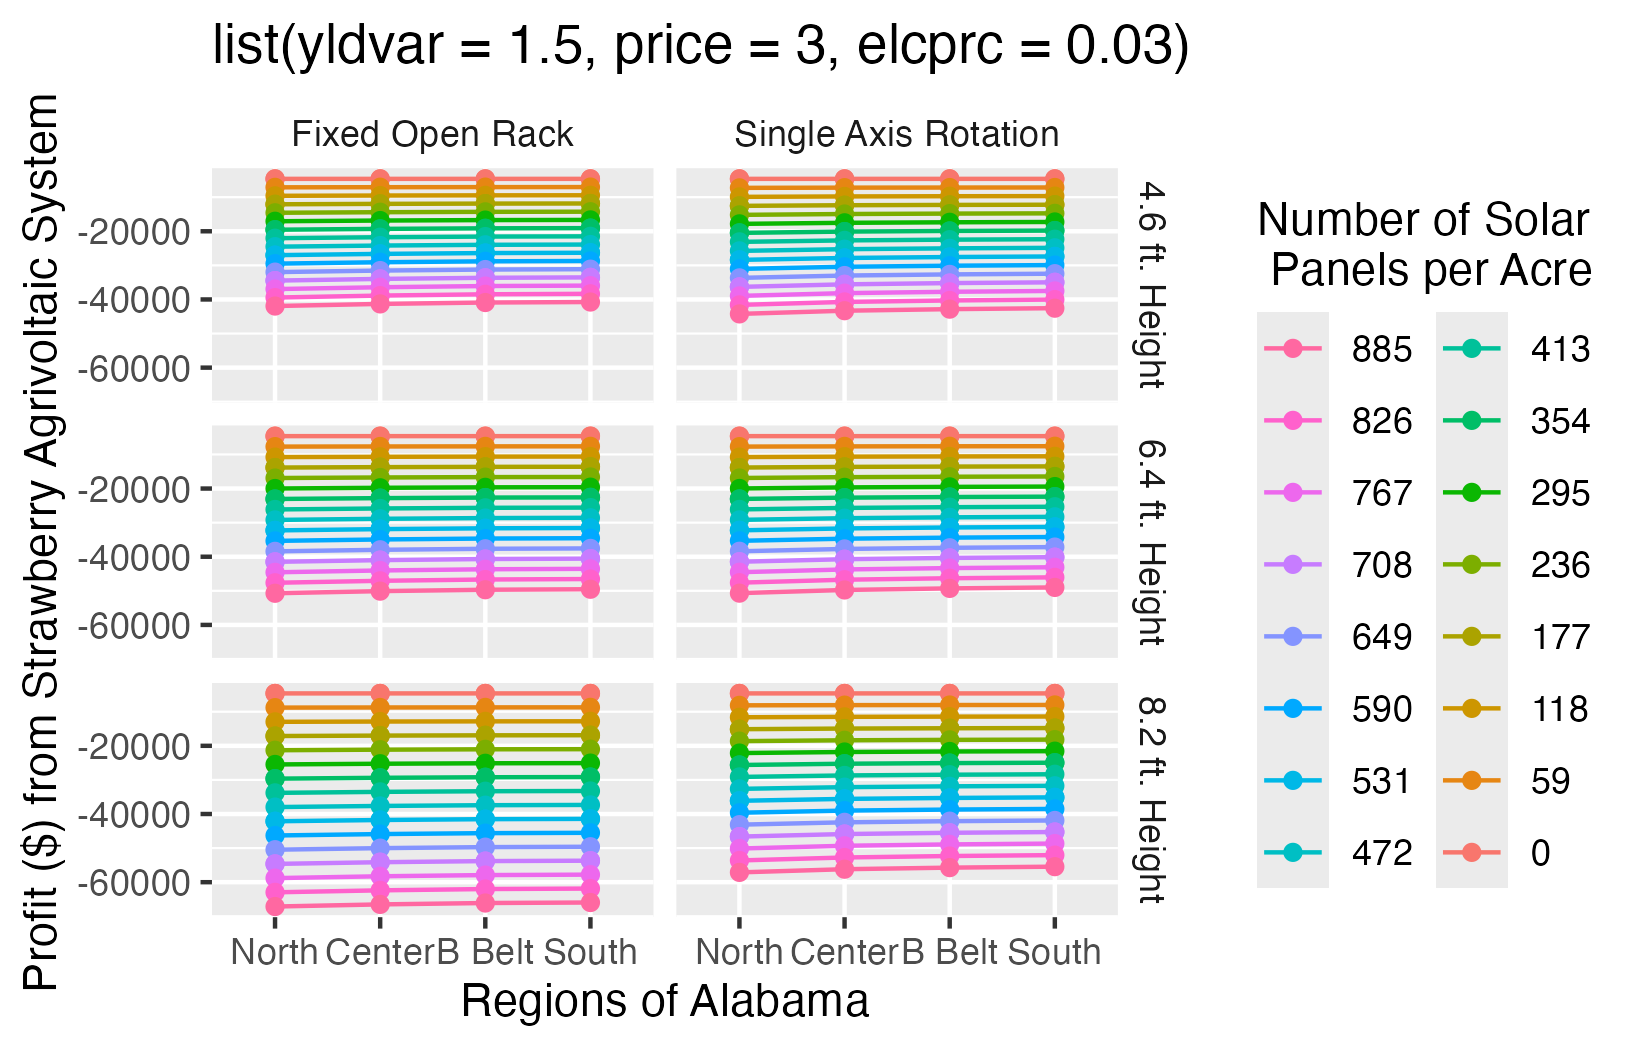 list(yldvar = 1.5, price = 3, elcprc = 0.03)
Profit ($) from Strawberry Agrivoltaic System
Fixed Open Rack
Single Axis Rotation
-20000
-40000
-60000
4.6 ft. Height
-20000
-40000
-60000
6.4 ft. Height
-20000
-40000
-60000
8.2 ft. Height
North Center B Belt South
North Center B Belt South
Regions of Alabama
Number of Solar
Panels per Acre
885
826
767
708
649
590
531
472
413
354
295
236
177
118
59
0